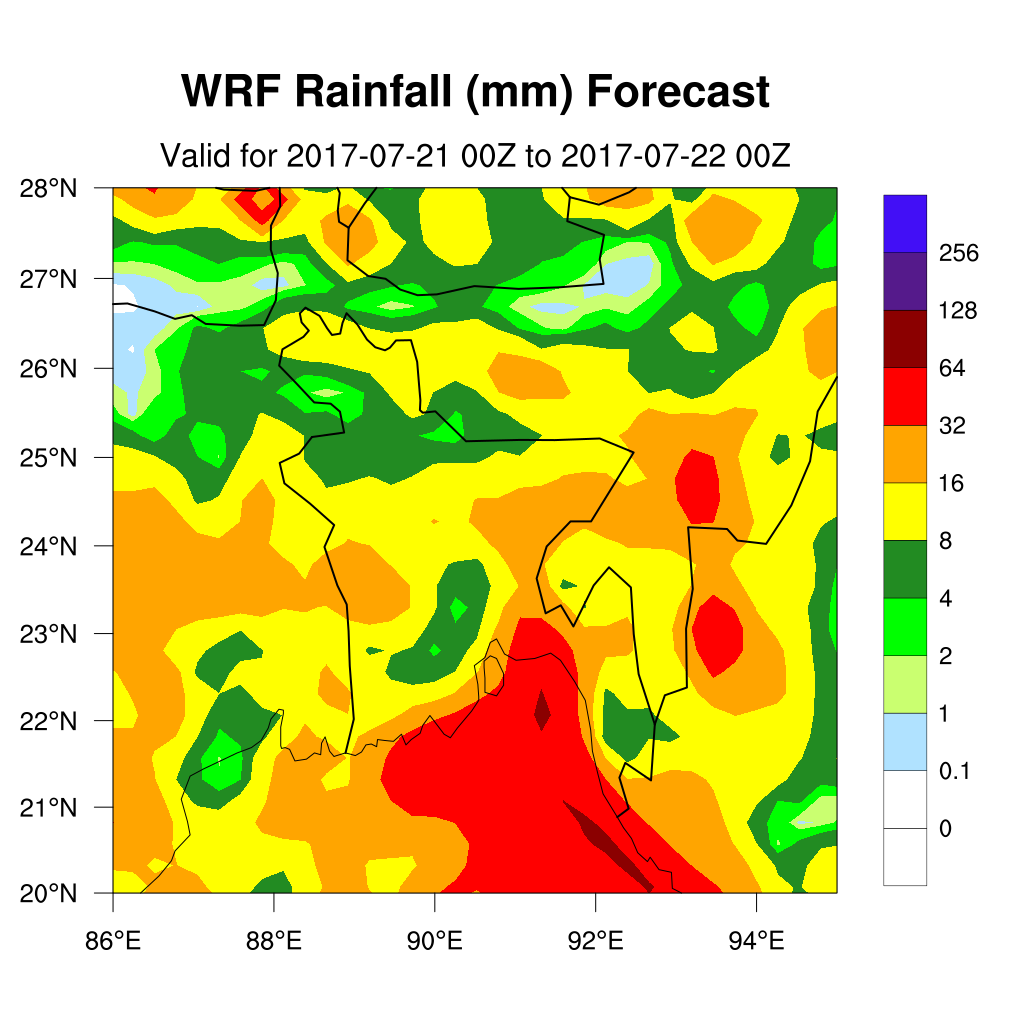 WRF Rainfall (mm) Forecast
Valid for 2017-07-21 00Z to 2017-07-22 00Z
28°N
27°N
26°N
25°N
24°N
23°N
22°N
21°N
20°N
86°E 88°E 90°E 92°E 94°E
256
128
64
32
16
8
4
2
1
0.1
0